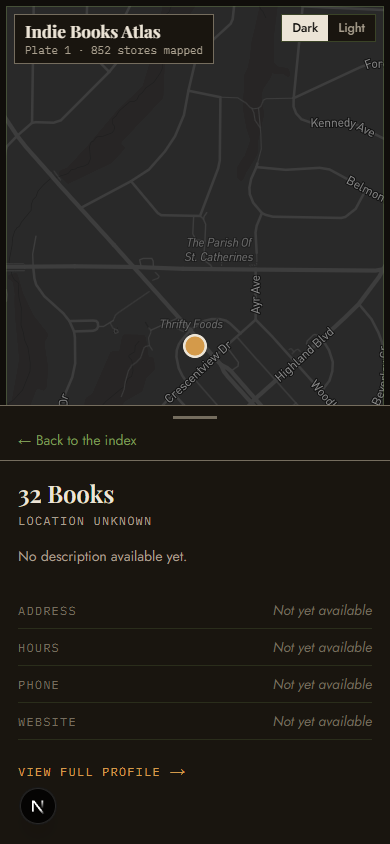 Indie Books Atlas
Plate 1 · 852 stores mapped
Dark
Light
Kennedy Ave
The Parish Of
St. Catherines
Ayr Ave
Thrifty Foods
Crescentview Dr
Highland Blvd
Dr
← Back to the index
32 Books
LOCATION UNKNOWN
No description available yet.
ADDRESS Not yet available
HOURS Not yet available
PHONE Not yet available
WEBSITE Not yet available
VIEW FULL PROFILE →
N